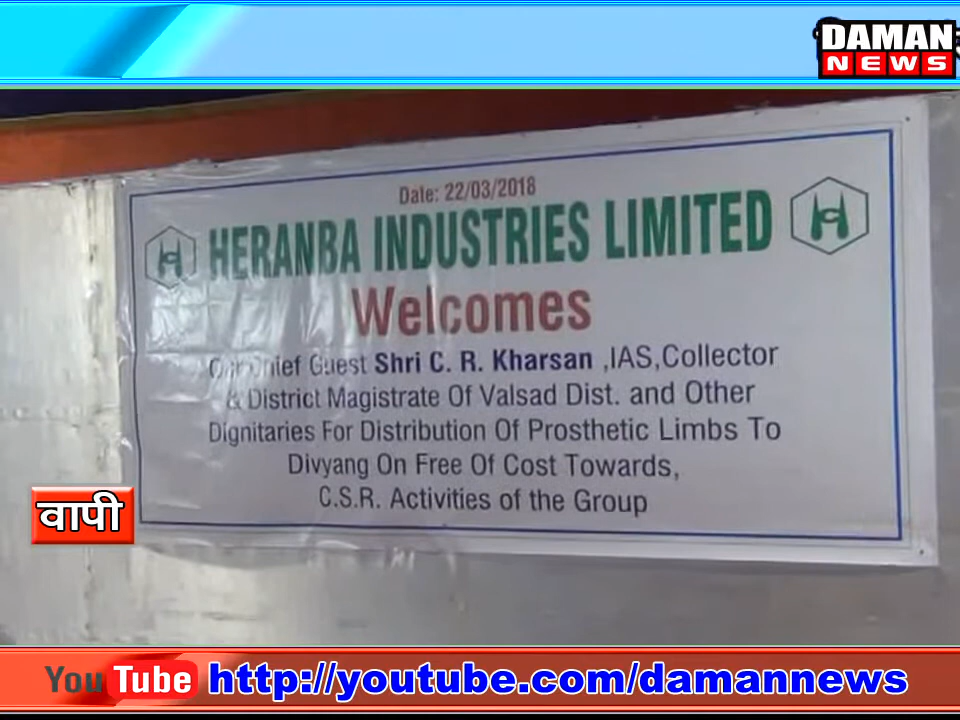 DAMAN
NEWS
Date: 22/03/2018
HERANBA INDUSTRIES LIMITED
Welcomes
Our Chief Guest Shri C. R. Kharsan ,IAS,Collector
& District Magistrate Of Valsad Dist. and Other
Dignitaries For Distribution Of Prosthetic Limbs To
Divyang On Free Of Cost Towards,
C.S.R. Activities of the Group
वापी
YouTube http://youtube.com/damannews